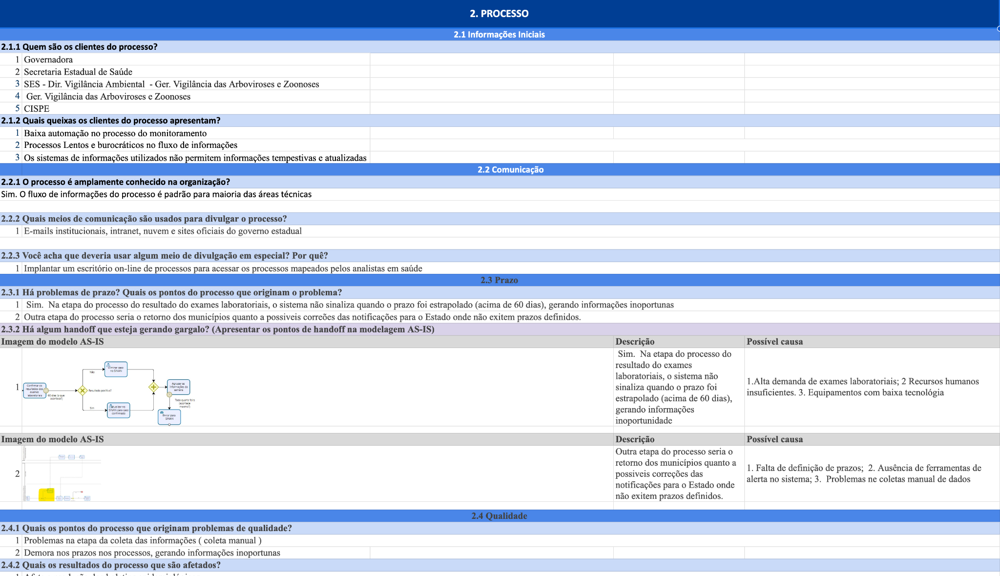 2. PROCESSO
2.1 Informações Iniciais
2.1.1 Quem são os clientes do processo?
1 Governadora
2 Secretaria Estadual de Saúde
3 SES - Dir. Vigilância Ambiental  - Ger. Vigilância das Arboviroses e Zoonoses
4 Ger. Vigilância das Arboviroses e Zoonoses
5 CISPE
2.1.2 Quais queixas os clientes do processo apresentam?
1 Baixa automação no processo do monitoramento
2 Processos Lentos e burocráticos no fluxo de informações
3 Os sistemas de informações utilizados não permitem informações tempestivas e atualizadas
2.2 Comunicação
2.2.1 O processo é amplamente conhecido na organização?
Sim. O fluxo de informações do processo é padrão para maioria das áreas técnicas
2.2.2 Quais meios de comunicação são usados para divulgar o processo?
1 E-mails institucionais, intranet, nuvem e sites oficiais do governo estadual
2.2.3 Você acha que deveria usar algum meio de divulgação em especial? Por quê?
1 Implantar um escritório on-line de processos para acessar os processos mapeados pelos analistas em saúde
2.3 Prazo
2.3.1 Há problemas de prazo? Quais os pontos do processo que originam o problema?
1 Sim.  Na etapa do processo do resultado do exames laboratoriais, o sistema não sinaliza quando o prazo foi estrapolado (acima de 60 dias), gerando informações inoportunas
2 Outra etapa do processo seria o retorno dos municípios quanto a possiveis correões das notificações para o Estado onde não exitem prazos definidos.
2.3.2 Há algum handoff que esteja gerando gargalo? (Apresentar os pontos de handoff na modelagem AS-IS)
Imagem do modelo AS-IS
Descrição
Possível causa
1
Confirmar os
resultados dos
exames
laboratoriais
60 dias (o que
acontece?)
Não
Eliminar caso
no SINAN
Resultado positivo?
Sim
Atualizar no
SINAN para caso
confirmado
Agrupar as
informações da
semana
Toda quarta feira
(acontece
mesmo?)
Enviar para
SINAN
Sim.  Na etapa do processo do
resultado do exames
laboratoriais, o sistema não
sinaliza quando o prazo foi
estrapolado (acima de 60 dias),
gerando informações
inoportunidade
1.Alta demanda de exames laboratoriais; 2 Recursos humanos
insuficientes. 3. Equipamentos com baixa tecnológia
Imagem do modelo AS-IS
Descrição
Possível causa
2
Outra etapa do processo seria o
retorno dos municípios quanto a
possiveis correções das
notificações para o Estado onde
não exitem prazos definidos.
1. Falta de definição de prazos;  2. Ausência de ferramentas de
alerta no sistema; 3.  Problemas ne coletas manual de dados
2.4 Qualidade
2.4.1 Quais os pontos do processo que originam problemas de qualidade?
1 Problemas na etapa da coleta das informações ( coleta manual )
2 Demora nos prazos nos processos, gerando informações inoportunas
2.4.2 Quais os resultados do processo que são afetados?